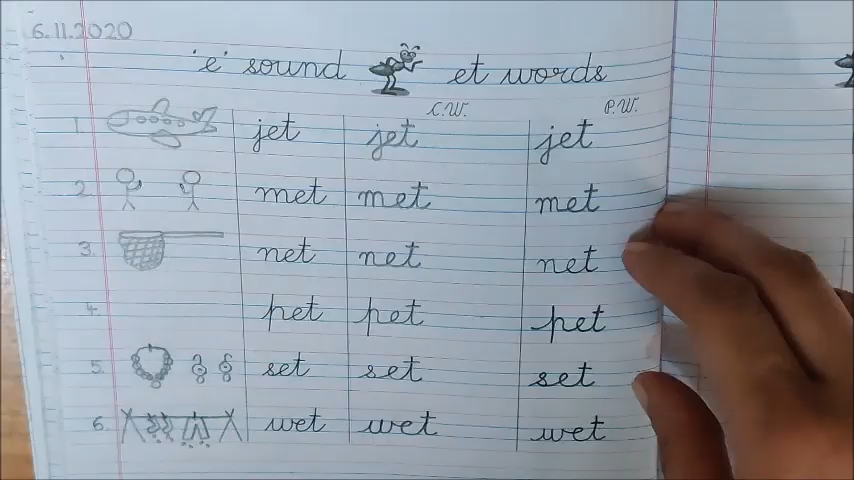 6.11.2020
'e' sound et words
C.W. P.W.
1. jet jet jet
2. met met met
3. net net net
4. pet pet pet
5. set set set
6. wet wet wet